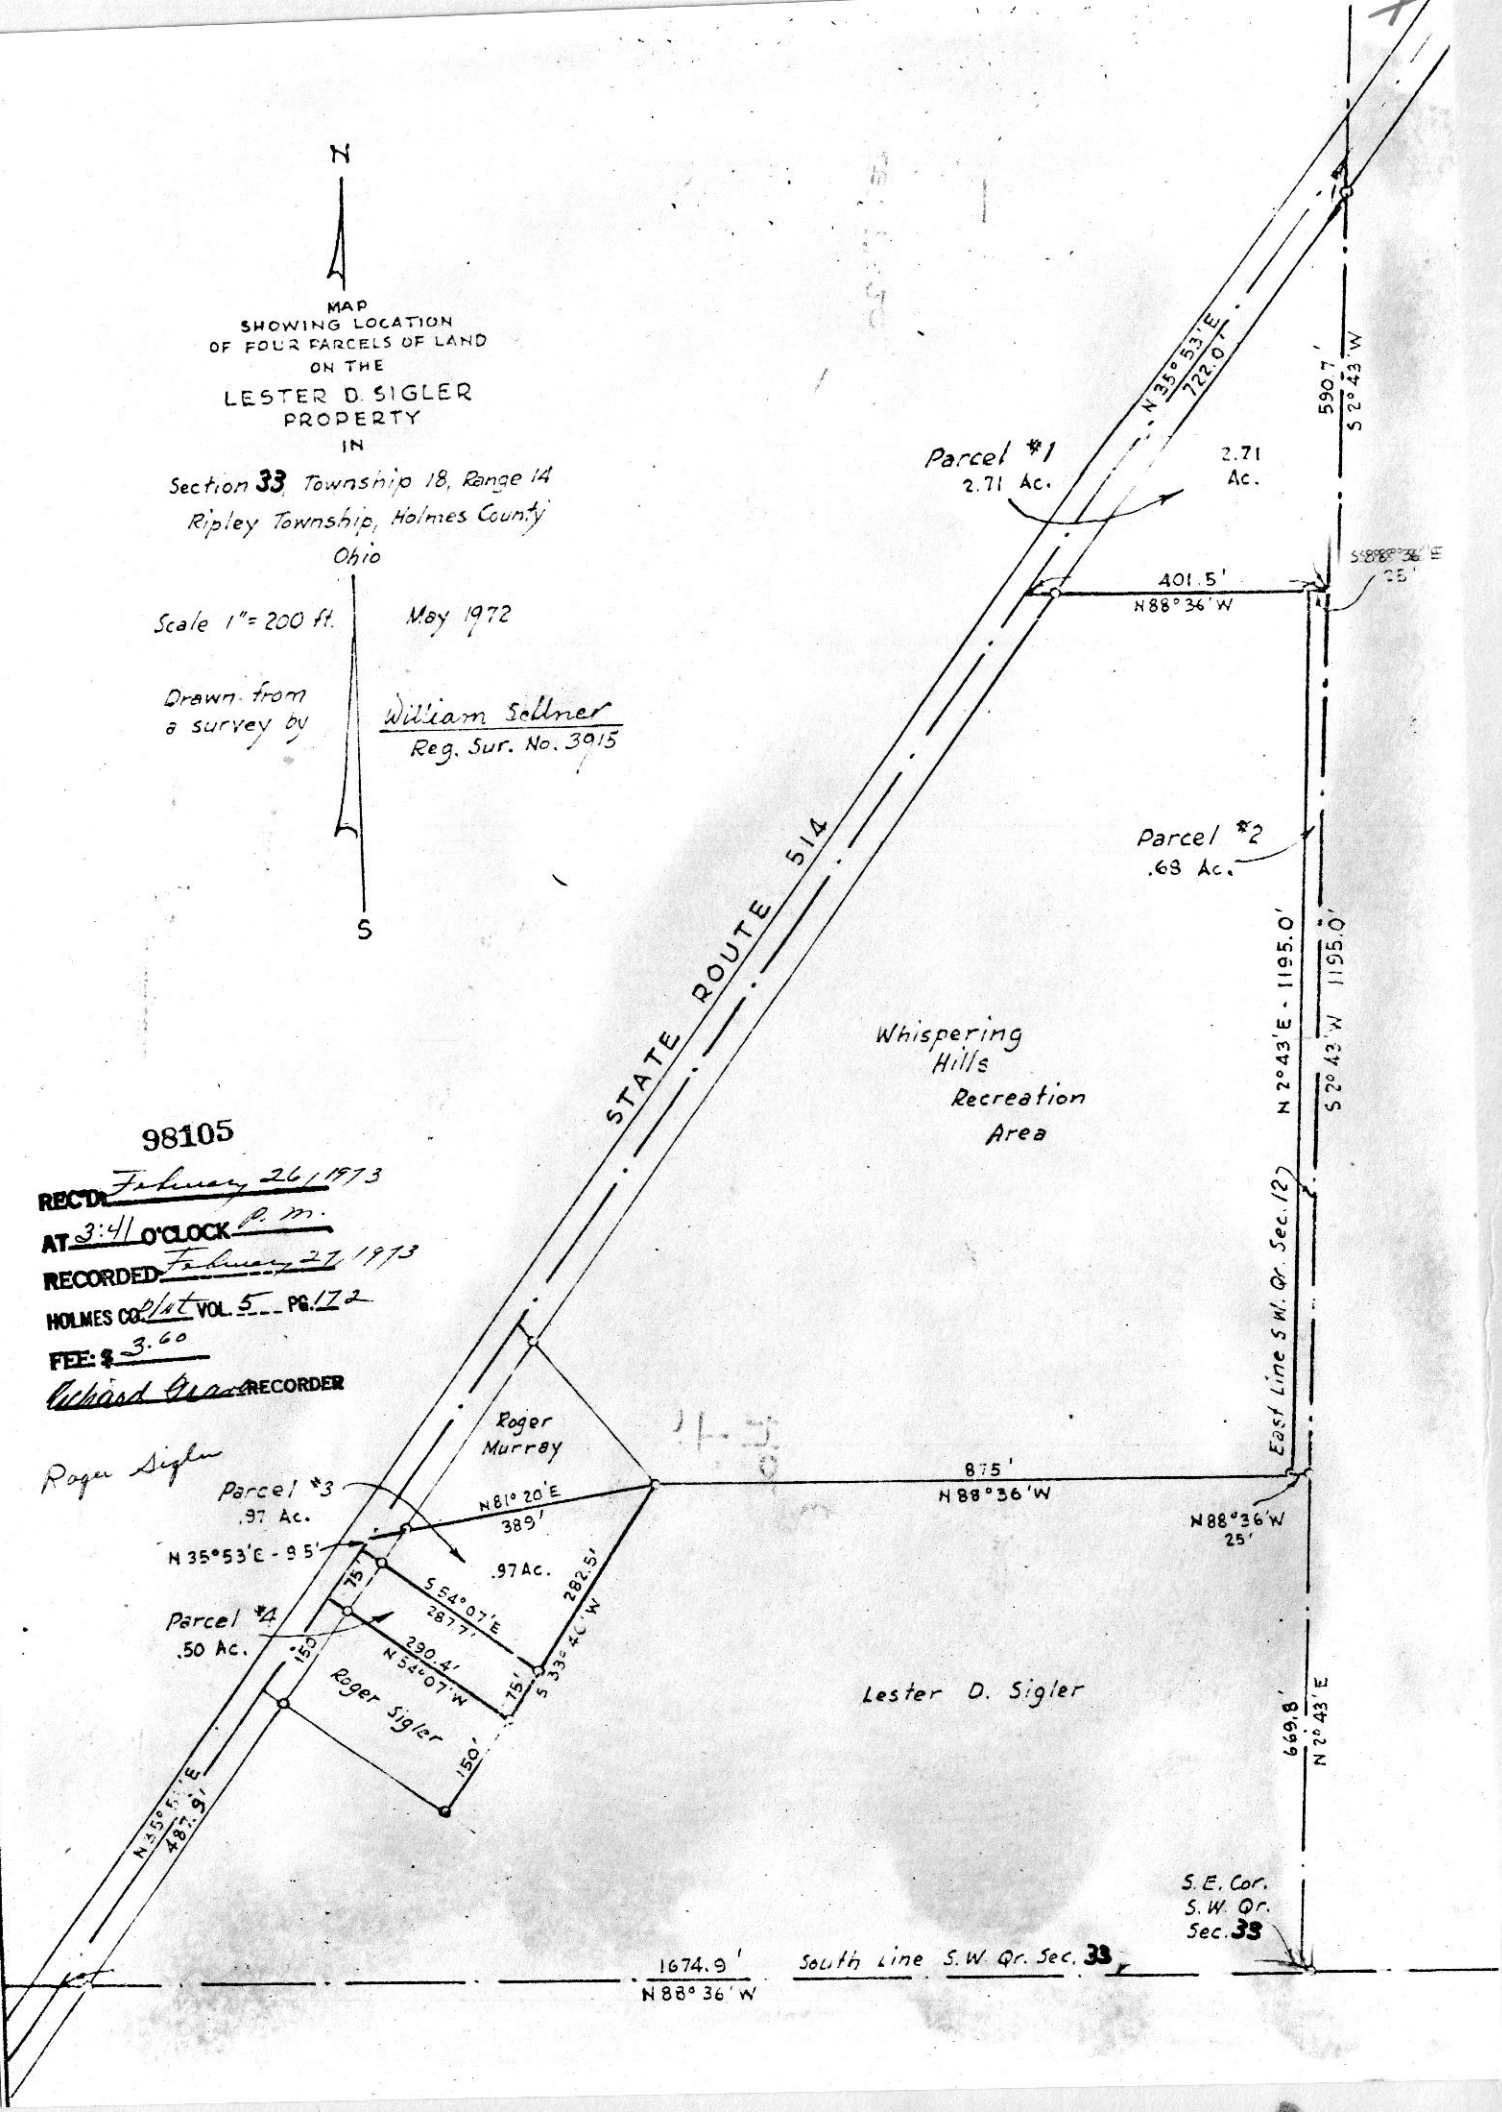 N
MAP
SHOWING LOCATION
OF FOUR PARCELS OF LAND
ON THE
LESTER D. SIGLER
PROPERTY
IN
Section 33, Township 18, Range 14
Ripley Township, Holmes County
Ohio
Scale 1"= 200 ft.
May 1972
Drawn from
a survey by
William Sellner
Reg. Sur. No. 3915
S
98105
REC'D. February 26, 1973
AT 3:41 O'CLOCK P. m.
RECORDED February 27, 1973
HOLMES CO. Plat VOL. 5 PG. 172
FEE: $ 3.60
Richard RECORDER
Roger Sigler
N 35°53'E
722.0'
590.7'
S 2°43'W
Parcel #1
2.71 Ac.
2.71
Ac.
401.5'
N88°36'W
S 88°36'E
25'
STATE ROUTE 514
Parcel #2
.68 Ac.
N 2°43'E - 1195.0'
S 2°43'W 1195.0'
Whispering
Hills
Recreation
Area
East Line S.W. Qr. Sec. 12
Roger
Murray
N81°20'E
389'
875'
N88°36'W
N88°36'W
25'
Parcel #3
.97 Ac.
N 35°53'E - 9.5'
.97 Ac.
75'
S 54°07'E
287.7'
282.5'
S 33° W
Parcel #4
.50 Ac.
150'
290.4'
N 54°07'W
75'
Roger Sigler
150'
Lester D. Sigler
669.8'
N 2°43'E
487.9'
S.E. Cor.
S.W. Qr.
Sec. 33
1674.9'
N88°36'W
South Line S.W. Qr. Sec. 33